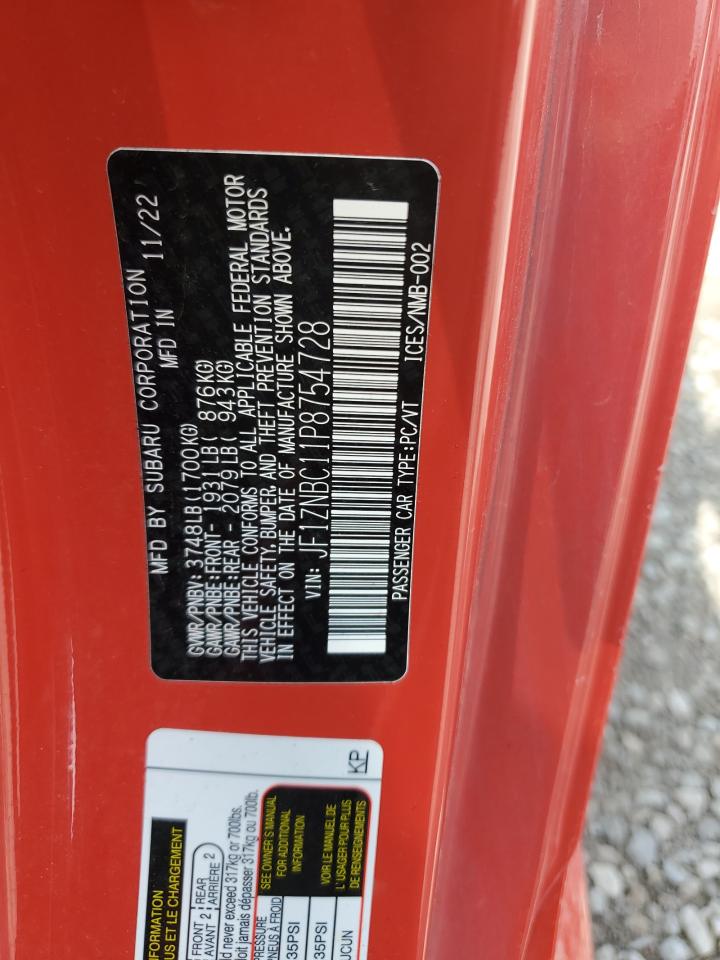 MFD BY SUBARU CORPORATION
MFD IN 11/22
GVWR/PNBV: 3748LB(1700KG)
GAWR/PNBE:FRONT- 1931LB( 876KG)
GAWR/PNBE:REAR - 2079LB( 943KG)
THIS VEHICLE CONFORMS TO ALL APPLICABLE FEDERAL MOTOR
VEHICLE SAFETY, BUMPER, AND THEFT PREVENTION STANDARDS
IN EFFECT ON THE DATE OF MANUFACTURE SHOWN ABOVE.
VIN: JF1ZNBC11P8754728
PASSENGER CAR TYPE:PC/VT ICES/NMB-002
KP
INFORMATION
US ET LE CHARGEMENT
FRONT 2 REAR
AVANT 2 ARRIÈRE 2
d never exceed 317kg or 700lbs.
doit jamais dépasser 317kg ou 700lb.
PRESSURE
PNEUS À FROID
35PSI
35PSI
UCUN
SEE OWNER'S MANUAL
FOR ADDITIONAL
INFORMATION
VOIR LE MANUEL DE
L'USAGER POUR PLUS
DE RENSEIGNEMENTS